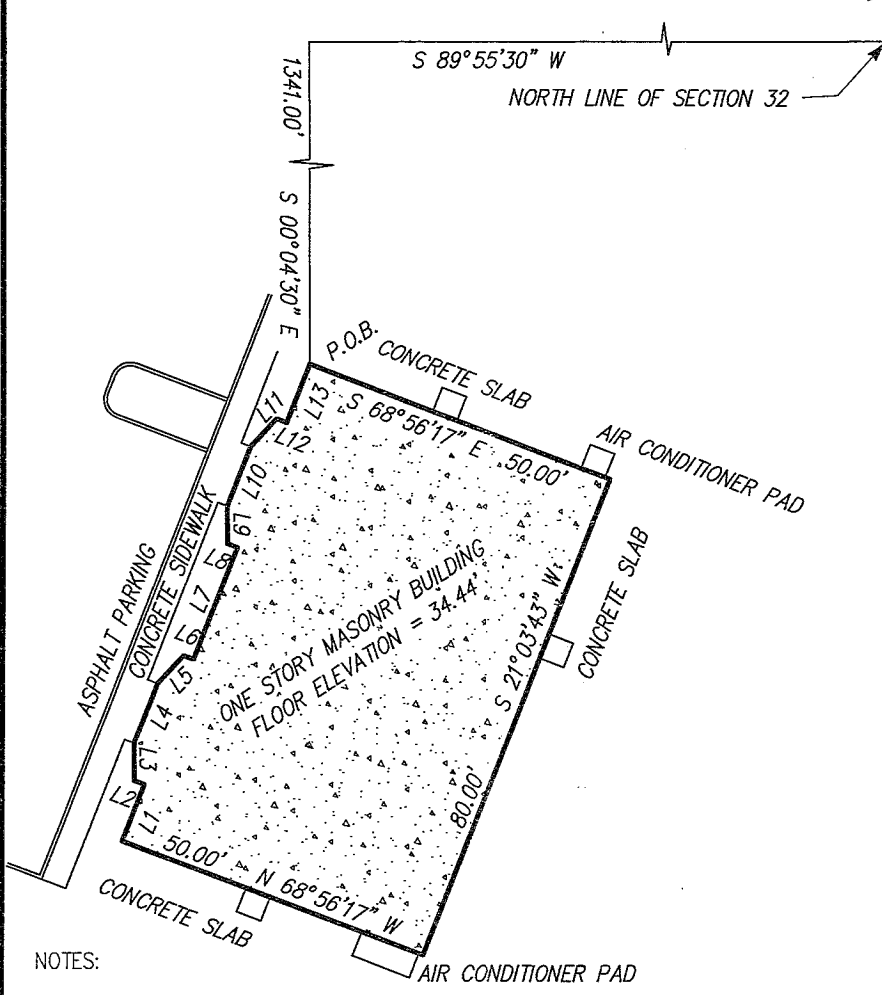 S 89°55'30" W
NORTH LINE OF SECTION 32
1341.00'
S 00°04'30" E
P.O.B.
CONCRETE SLAB
S 68°56'17" E 50.00'
AIR CONDITIONER PAD
L11
L13
L12
L10
L9
L8
L7
L6
L5
L4
L3
L2
L1
ASPHALT PARKING
CONCRETE SIDEWALK
ONE STORY MASONRY BUILDING
FLOOR ELEVATION = 34.44'
S 21°03'43" W
80.00'
CONCRETE SLAB
50.00' N 68°56'17" W
CONCRETE SLAB
AIR CONDITIONER PAD
NOTES: